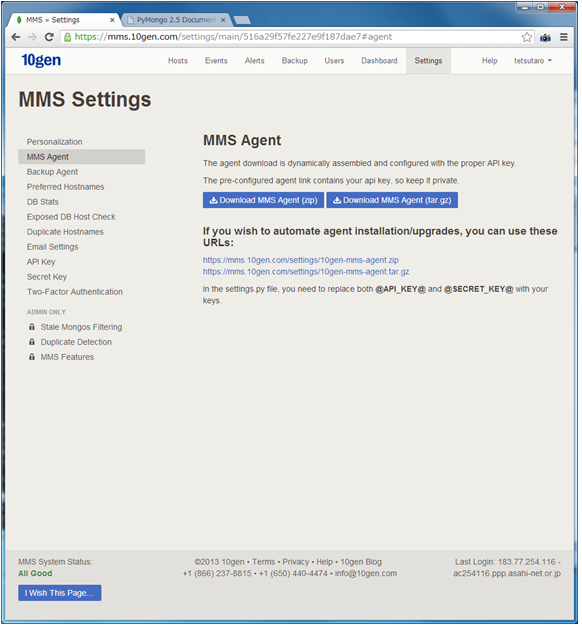 MMS » Settings
PyMongo 2.5 Document
https://mms.10gen.com/settings/main/516a29f57fe227e9f187dae7#agent
10gen
Hosts Events Alerts Backup Users Dashboard Settings Help tetsutaro
MMS Settings
Personalization
MMS Agent
Backup Agent
Preferred Hostnames
DB Stats
Exposed DB Host Check
Duplicate Hostnames
Email Settings
API Key
Secret Key
Two-Factor Authentication
ADMIN ONLY
Stale Mongos Filtering
Duplicate Detection
MMS Features
MMS Agent
The agent download is dynamically assembled and configured with the proper API key.
The pre-configured agent link contains your api key, so keep it private.
Download MMS Agent (zip) Download MMS Agent (tar.gz)
If you wish to automate agent installation/upgrades, you can use these
URLs:
https://mms.10gen.com/settings/10gen-mms-agent.zip
https://mms.10gen.com/settings/10gen-mms-agent.tar.gz
In the settings.py file, you need to replace both @API_KEY@ and @SECRET_KEY@ with your
keys.
MMS System Status:
All Good
I Wish This Page...
©2013 10gen • Terms • Privacy • Help • 10gen Blog
+1 (866) 237-8815 • +1 (650) 440-4474 • info@10gen.com
Last Login: 183.77.254.116 -
ac254116.ppp.asahi-net.or.jp